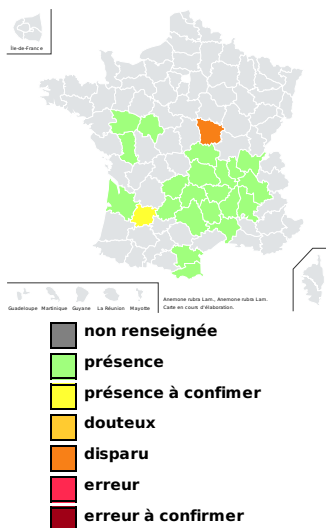 Île-de-France
Guadeloupe Martinique Guyane La Réunion Mayotte
Anemone rubra Lam., Anemone rubra Lam.
Carte en cours d'élaboration.
non renseignée
présence
présence à confimer
douteux
disparu
erreur
erreur à confirmer